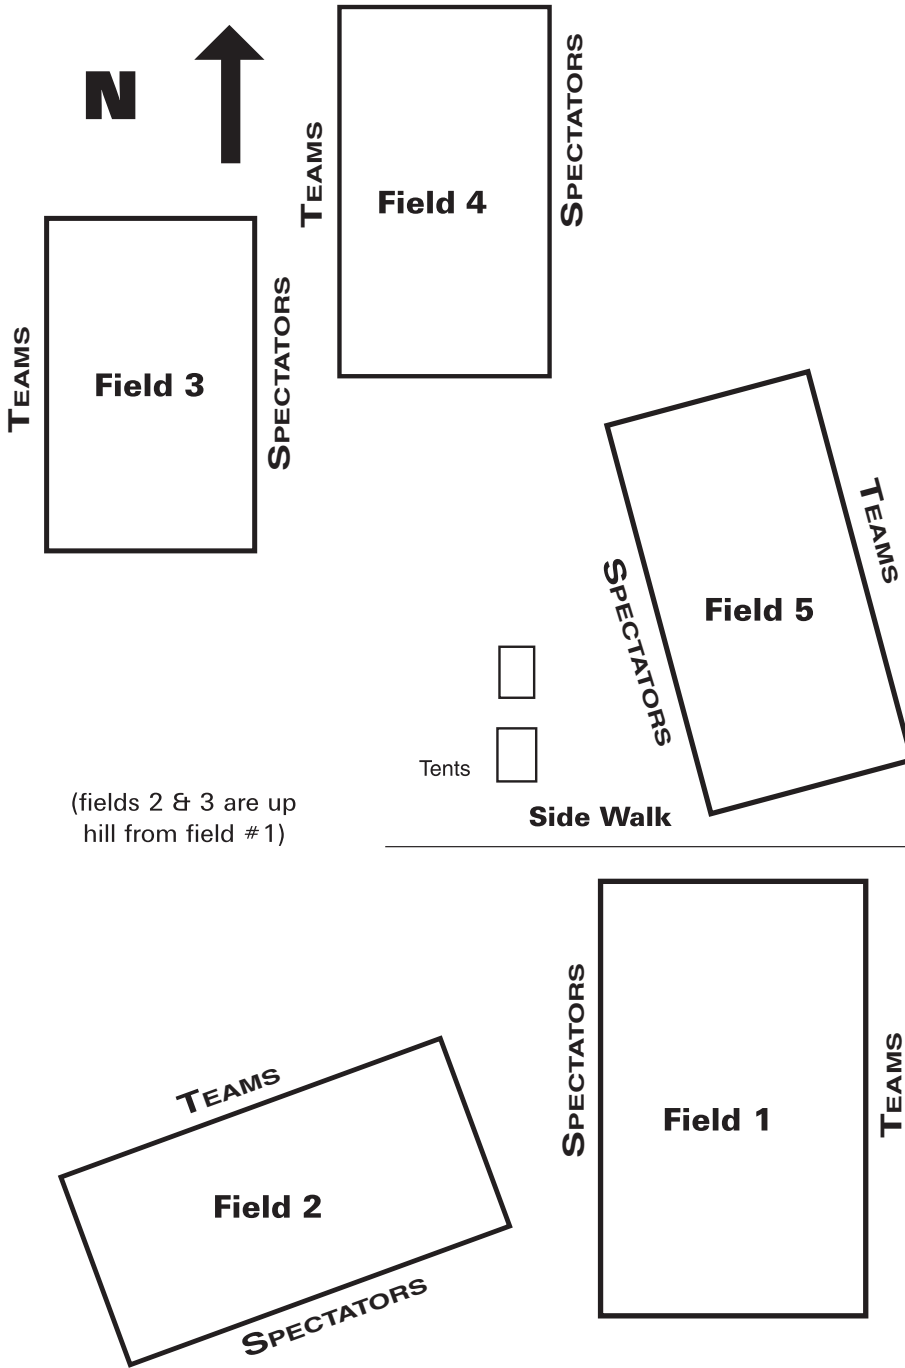 N
TEAMS
Field 4
SPECTATORS
TEAMS
Field 3
SPECTATORS
TEAMS
Field 5
SPECTATORS
Tents
(fields 2 & 3 are up
hill from field #1)
Side Walk
SPECTATORS
Field 1
TEAMS
TEAMS
Field 2
SPECTATORS